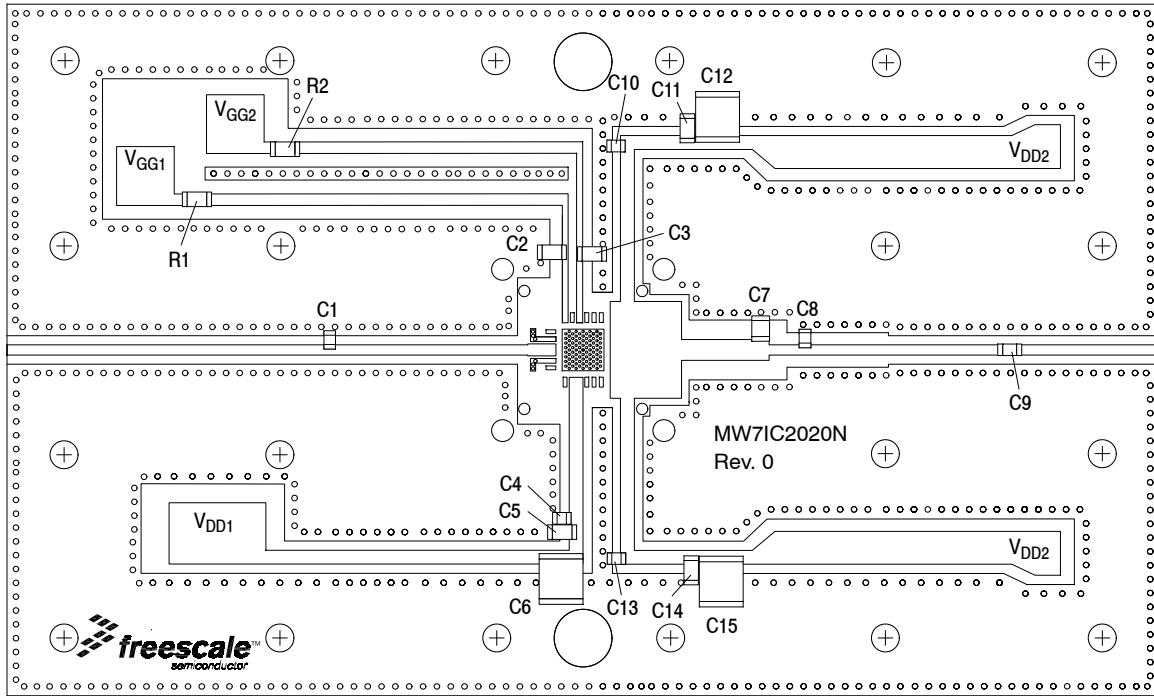 C10
C11
C12
R2
VGG2
VDD2
VGG1
R1
C2
C3
C1
C7
C8
C9
MW7IC2020N
Rev. 0
C4
C5
VDD1
VDD2
C6
C13
C14
C15
freescale™
semiconductor